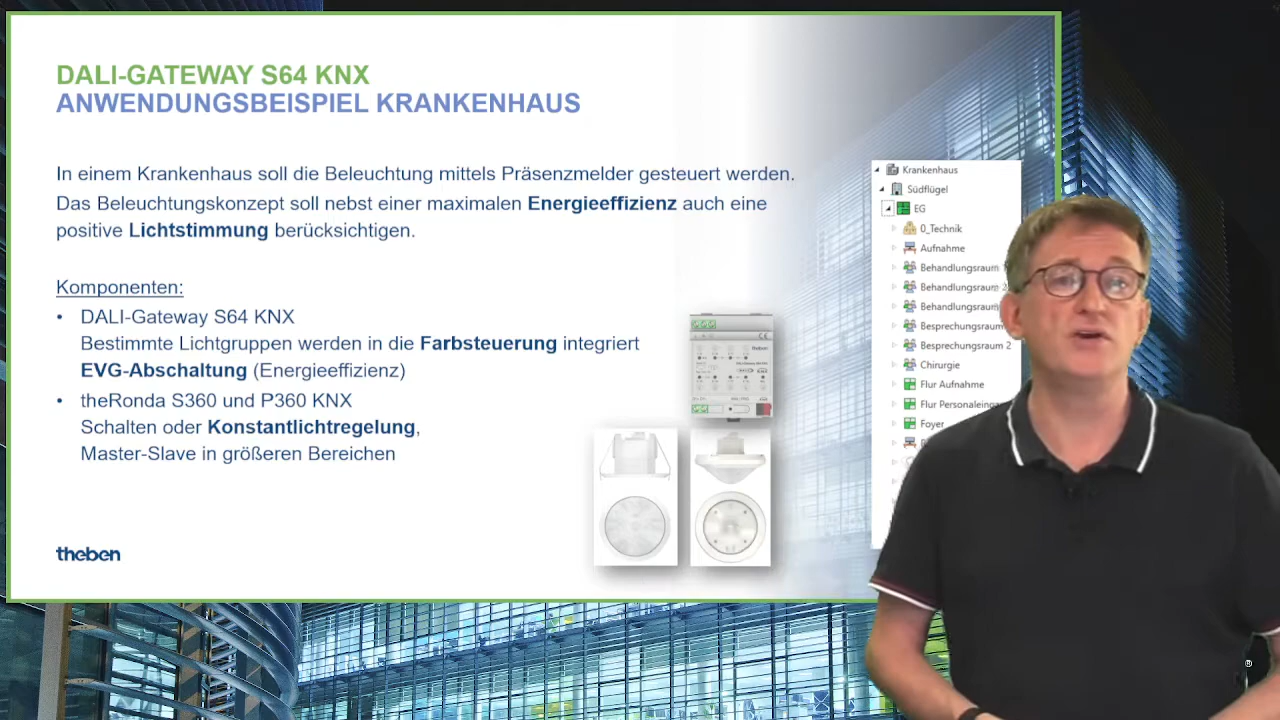 DALI-GATEWAY S64 KNX
ANWENDUNGSBEISPIEL KRANKENHAUS
In einem Krankenhaus soll die Beleuchtung mittels Präsenzmelder gesteuert werden.
Das Beleuchtungskonzept soll nebst einer maximalen Energieeffizienz auch eine
positive Lichtstimmung berücksichtigen.
Komponenten:
• DALI-Gateway S64 KNX
Bestimmte Lichtgruppen werden in die Farbsteuerung integriert
EVG-Abschaltung (Energieeffizienz)
• theRonda S360 und P360 KNX
Schalten oder Konstantlichtregelung,
Master-Slave in größeren Bereichen
theben
Krankenhaus
Südflügel
EG
0_Technik
Aufnahme
Behandlungsraum 1
Behandlungsraum 2
Behandlungsraum
Besprechungsraum
Besprechungsraum 2
Chirurgie
Flur Aufnahme
Flur Personaleingang
Foyer
®